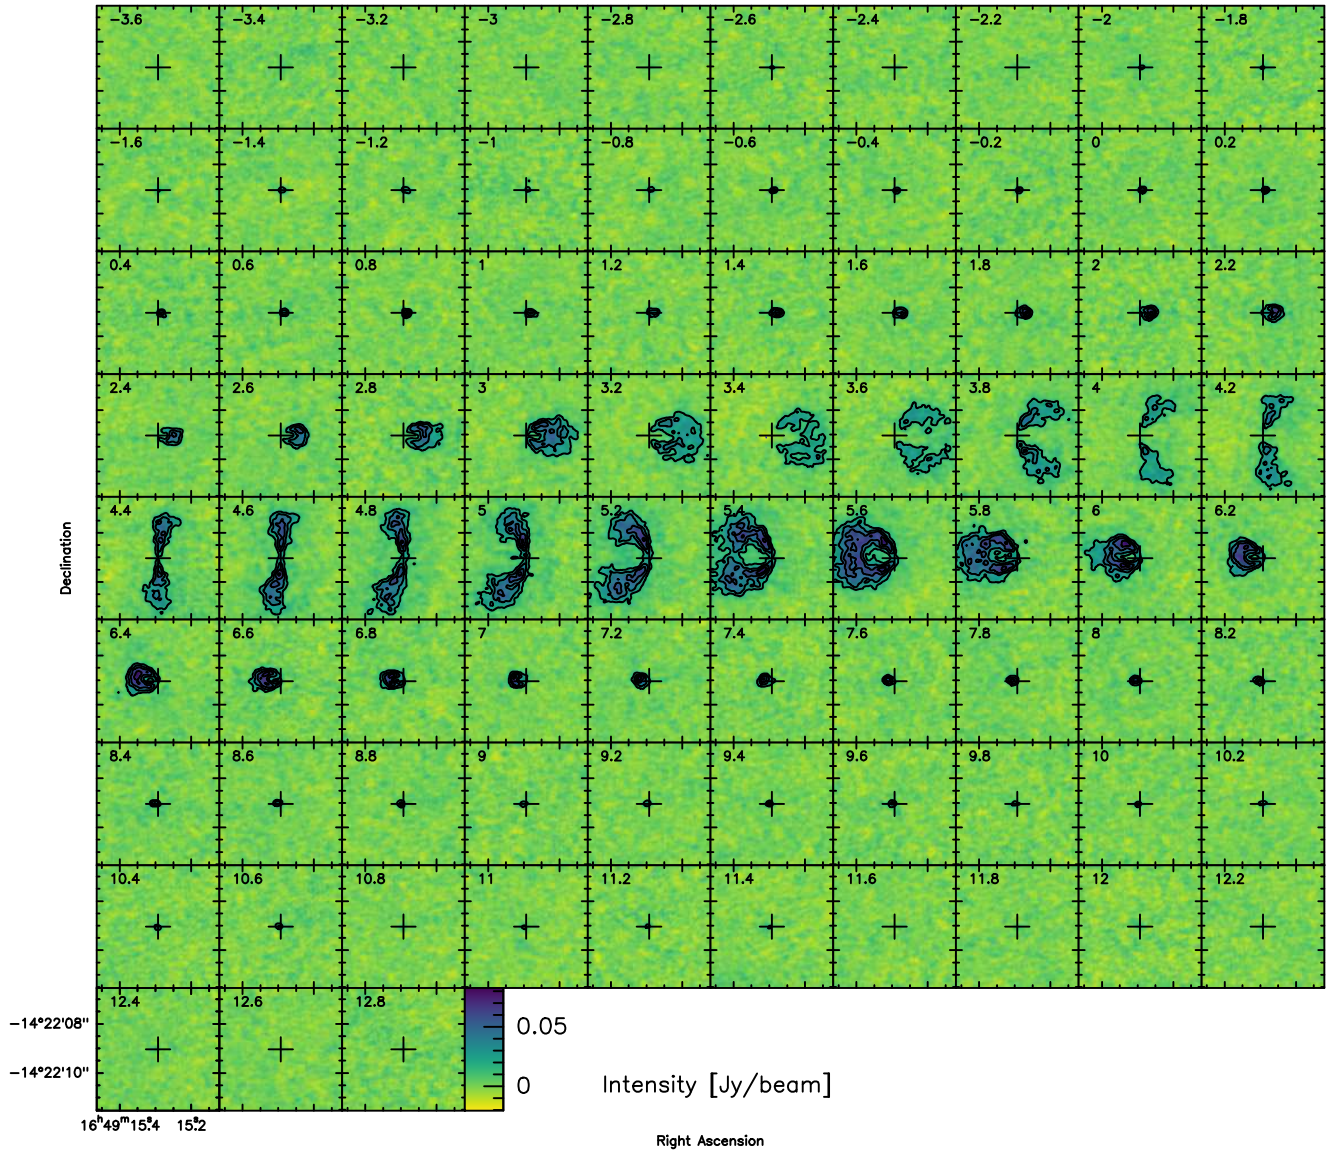 −3.6 −3.4 −3.2 −3 −2.8 −2.6 −2.4 −2.2 −2 −1.8
−1.6 −1.4 −1.2 −1 −0.8 −0.6 −0.4 −0.2 0 0.2
0.4 0.6 0.8 1 1.2 1.4 1.6 1.8 2 2.2
2.4 2.6 2.8 3 3.2 3.4 3.6 3.8 4 4.2
4.4 4.6 4.8 5 5.2 5.4 5.6 5.8 6 6.2
Declination
6.4 6.6 6.8 7 7.2 7.4 7.6 7.8 8 8.2
8.4 8.6 8.8 9 9.2 9.4 9.6 9.8 10 10.2
10.4 10.6 10.8 11 11.2 11.4 11.6 11.8 12 12.2
12.4 12.6 12.8
−14°22'08" 0.05
−14°22'10" 0 Intensity [Jy/beam]
16ʰ49ᵐ15ˢ.4 15ˢ.2
Right Ascension